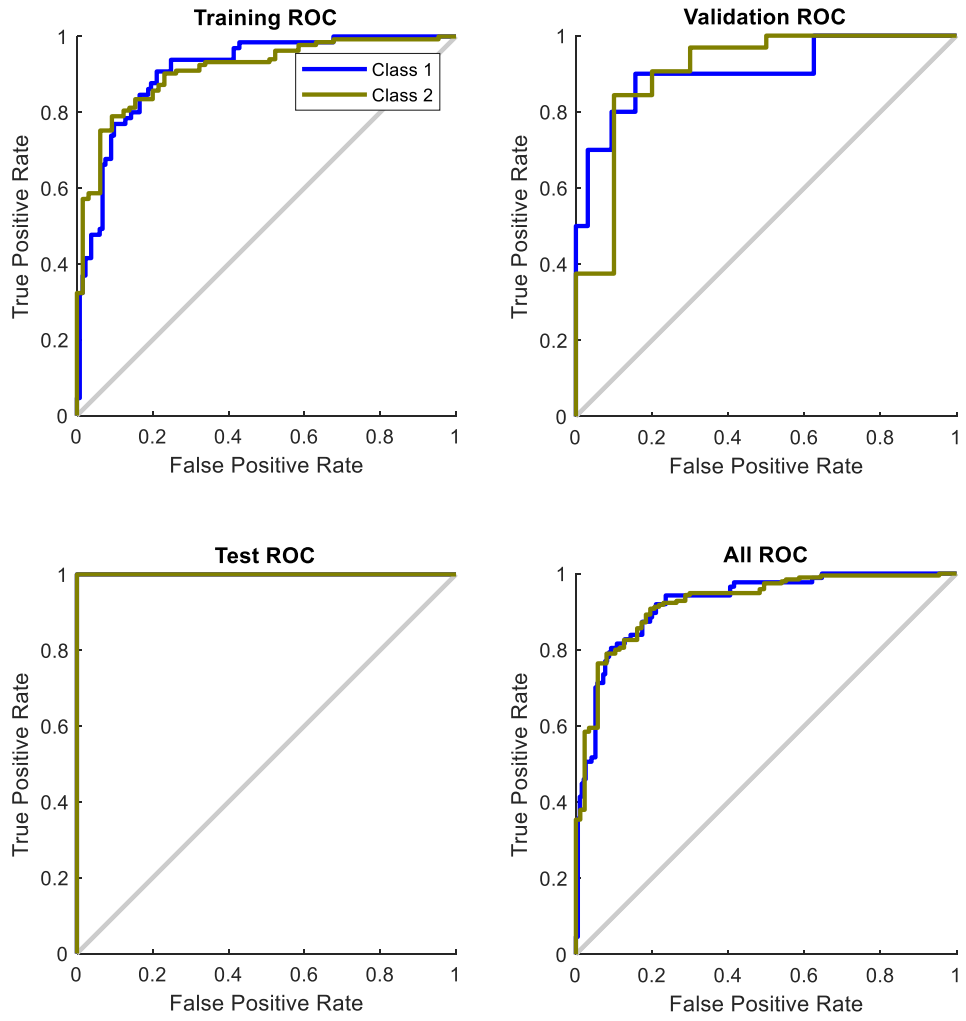 Training ROC
1
0.8
0.6
0.4
0.2
0
True Positive Rate
Class 1
Class 2
0 0.2 0.4 0.6 0.8 1
False Positive Rate
Validation ROC
1
0.8
0.6
0.4
0.2
0
True Positive Rate
0 0.2 0.4 0.6 0.8 1
False Positive Rate
Test ROC
1
0.8
0.6
0.4
0.2
0
True Positive Rate
0 0.2 0.4 0.6 0.8 1
False Positive Rate
All ROC
1
0.8
0.6
0.4
0.2
0
True Positive Rate
0 0.2 0.4 0.6 0.8 1
False Positive Rate